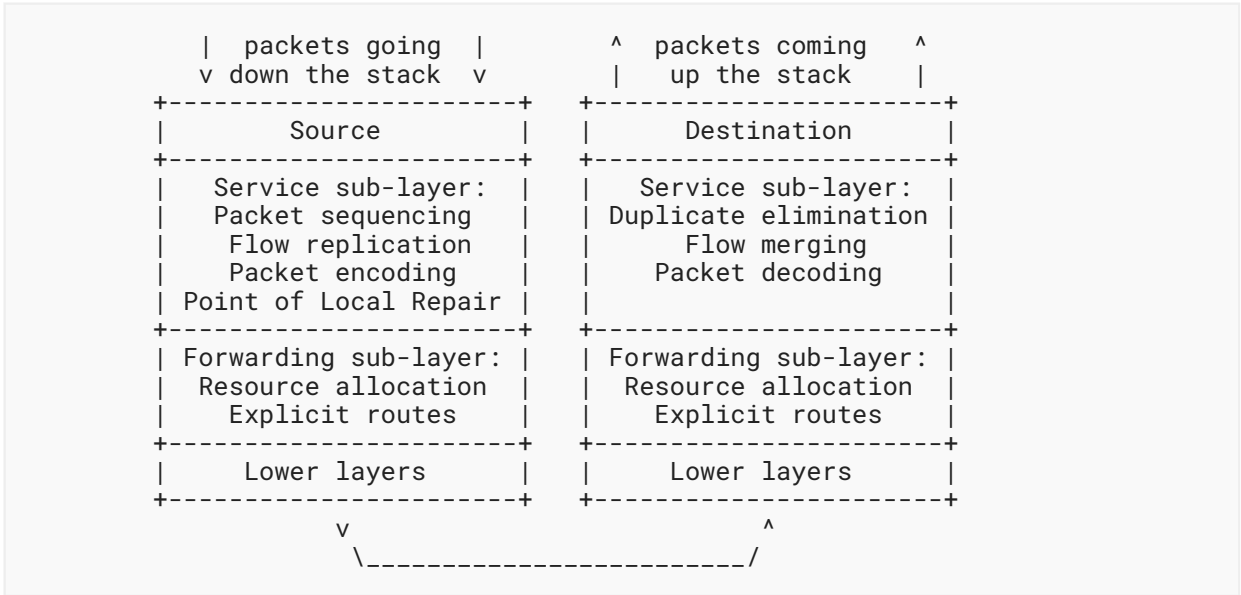 |  packets going  |        ^  packets coming   ^
v down the stack  v        |   up the stack    |
+-----------------------+   +-----------------------+
|        Source         |   |      Destination      |
+-----------------------+   +-----------------------+
|   Service sub-layer:  |   |   Service sub-layer:  |
|   Packet sequencing   |   | Duplicate elimination |
|    Flow replication   |   |      Flow merging     |
|    Packet encoding    |   |    Packet decoding    |
| Point of Local Repair |   |                       |
+-----------------------+   +-----------------------+
| Forwarding sub-layer: |   | Forwarding sub-layer: |
|  Resource allocation  |   |  Resource allocation  |
|    Explicit routes    |   |    Explicit routes    |
+-----------------------+   +-----------------------+
|     Lower layers      |   |     Lower layers      |
+-----------------------+   +-----------------------+
v                           ^
\_________________________/